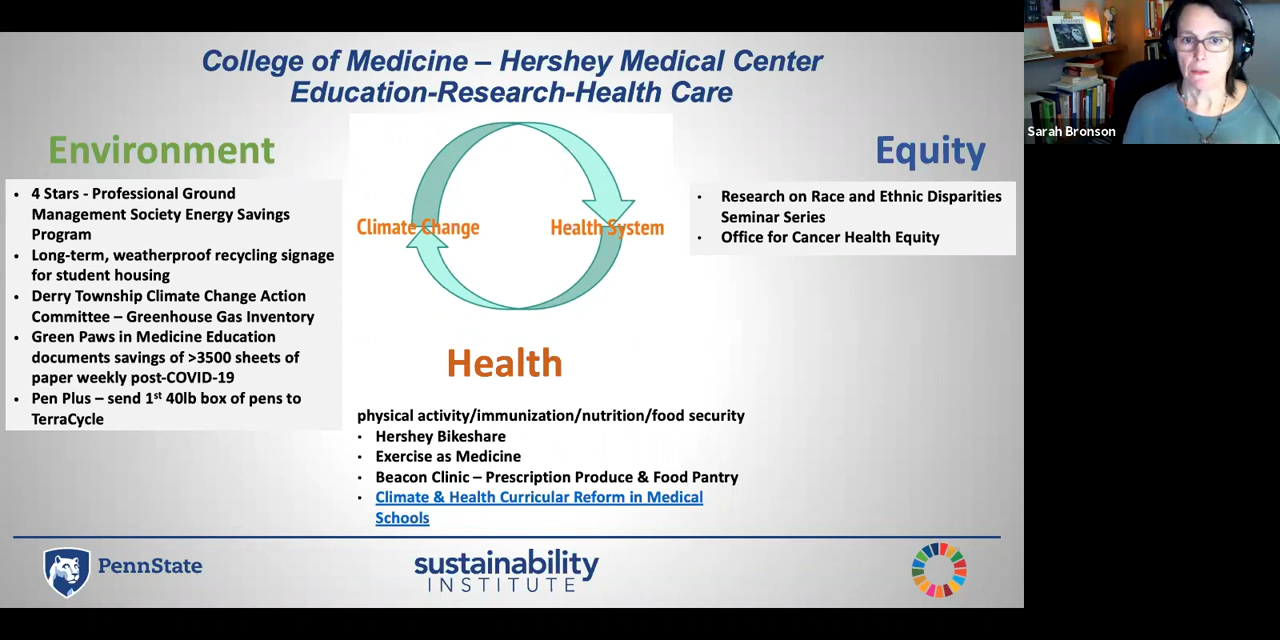 College of Medicine – Hershey Medical Center
Education-Research-Health Care
Sarah Bronson
Environment
• 4 Stars - Professional Ground
Management Society Energy Savings
Program
• Long-term, weatherproof recycling signage
for student housing
• Derry Township Climate Change Action
Committee – Greenhouse Gas Inventory
• Green Paws in Medicine Education
documents savings of >3500 sheets of
paper weekly post-COVID-19
• Pen Plus – send 1st 40lb box of pens to
TerraCycle
Climate Change
Health System
Equity
• Research on Race and Ethnic Disparities
Seminar Series
• Office for Cancer Health Equity
Health
physical activity/immunization/nutrition/food security
• Hershey Bikeshare
• Exercise as Medicine
• Beacon Clinic – Prescription Produce & Food Pantry
• Climate & Health Curricular Reform in Medical
Schools
PennState
sustainability
INSTITUTE